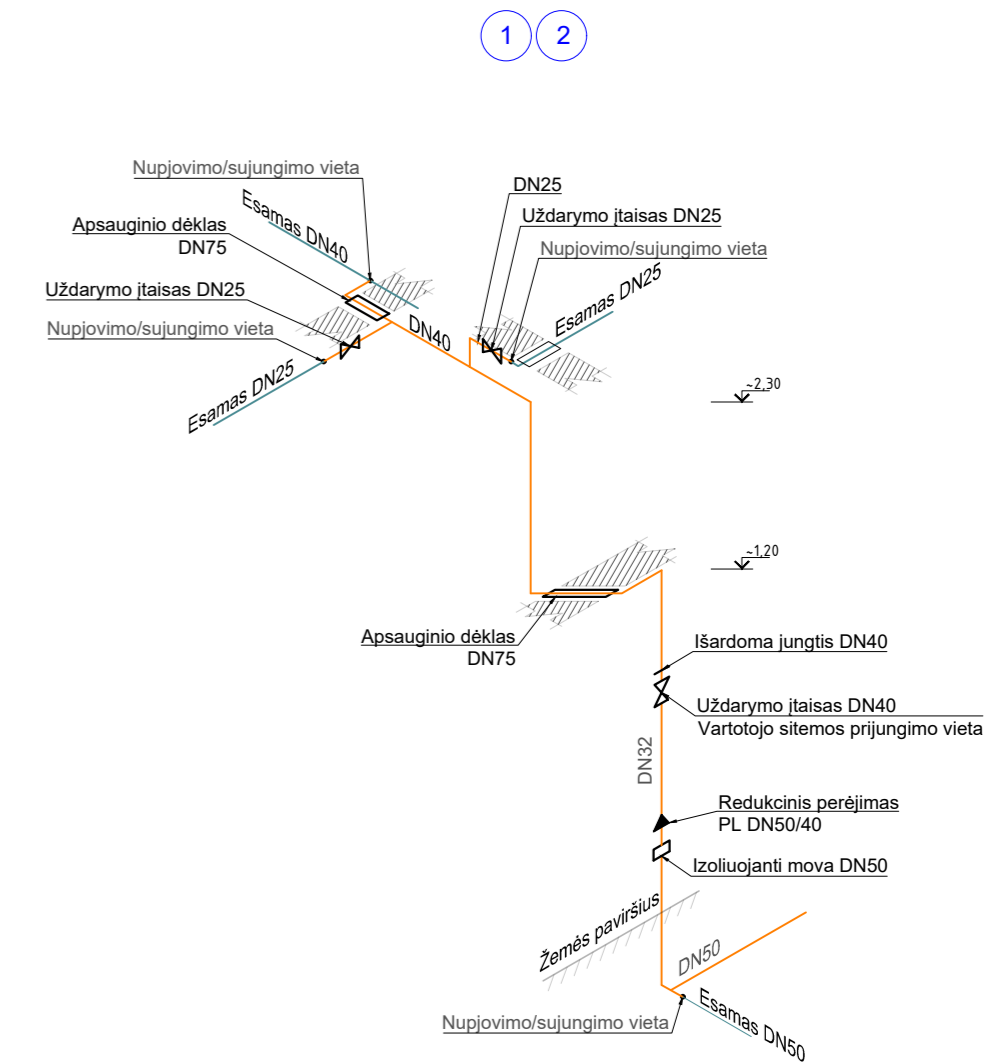 1 2
Nupjovimo/sujungimo vieta
Esamas DN40
Apsauginio dėklas
DN75
Uždarymo įtaisas DN25
Nupjovimo/sujungimo vieta
Esamas DN25
DN40
DN25
Uždarymo įtaisas DN25
Nupjovimo/sujungimo vieta
Esamas DN25
~2,30
~1,20
Apsauginio dėklas
DN75
Išardoma jungtis DN40
Uždarymo įtaisas DN40
Vartotojo sitemos prijungimo vieta
DN32
Redukcinis perėjimas
PL DN50/40
Izoliuojanti mova DN50
Žemės paviršius
DN50
Esamas DN50
Nupjovimo/sujungimo vieta